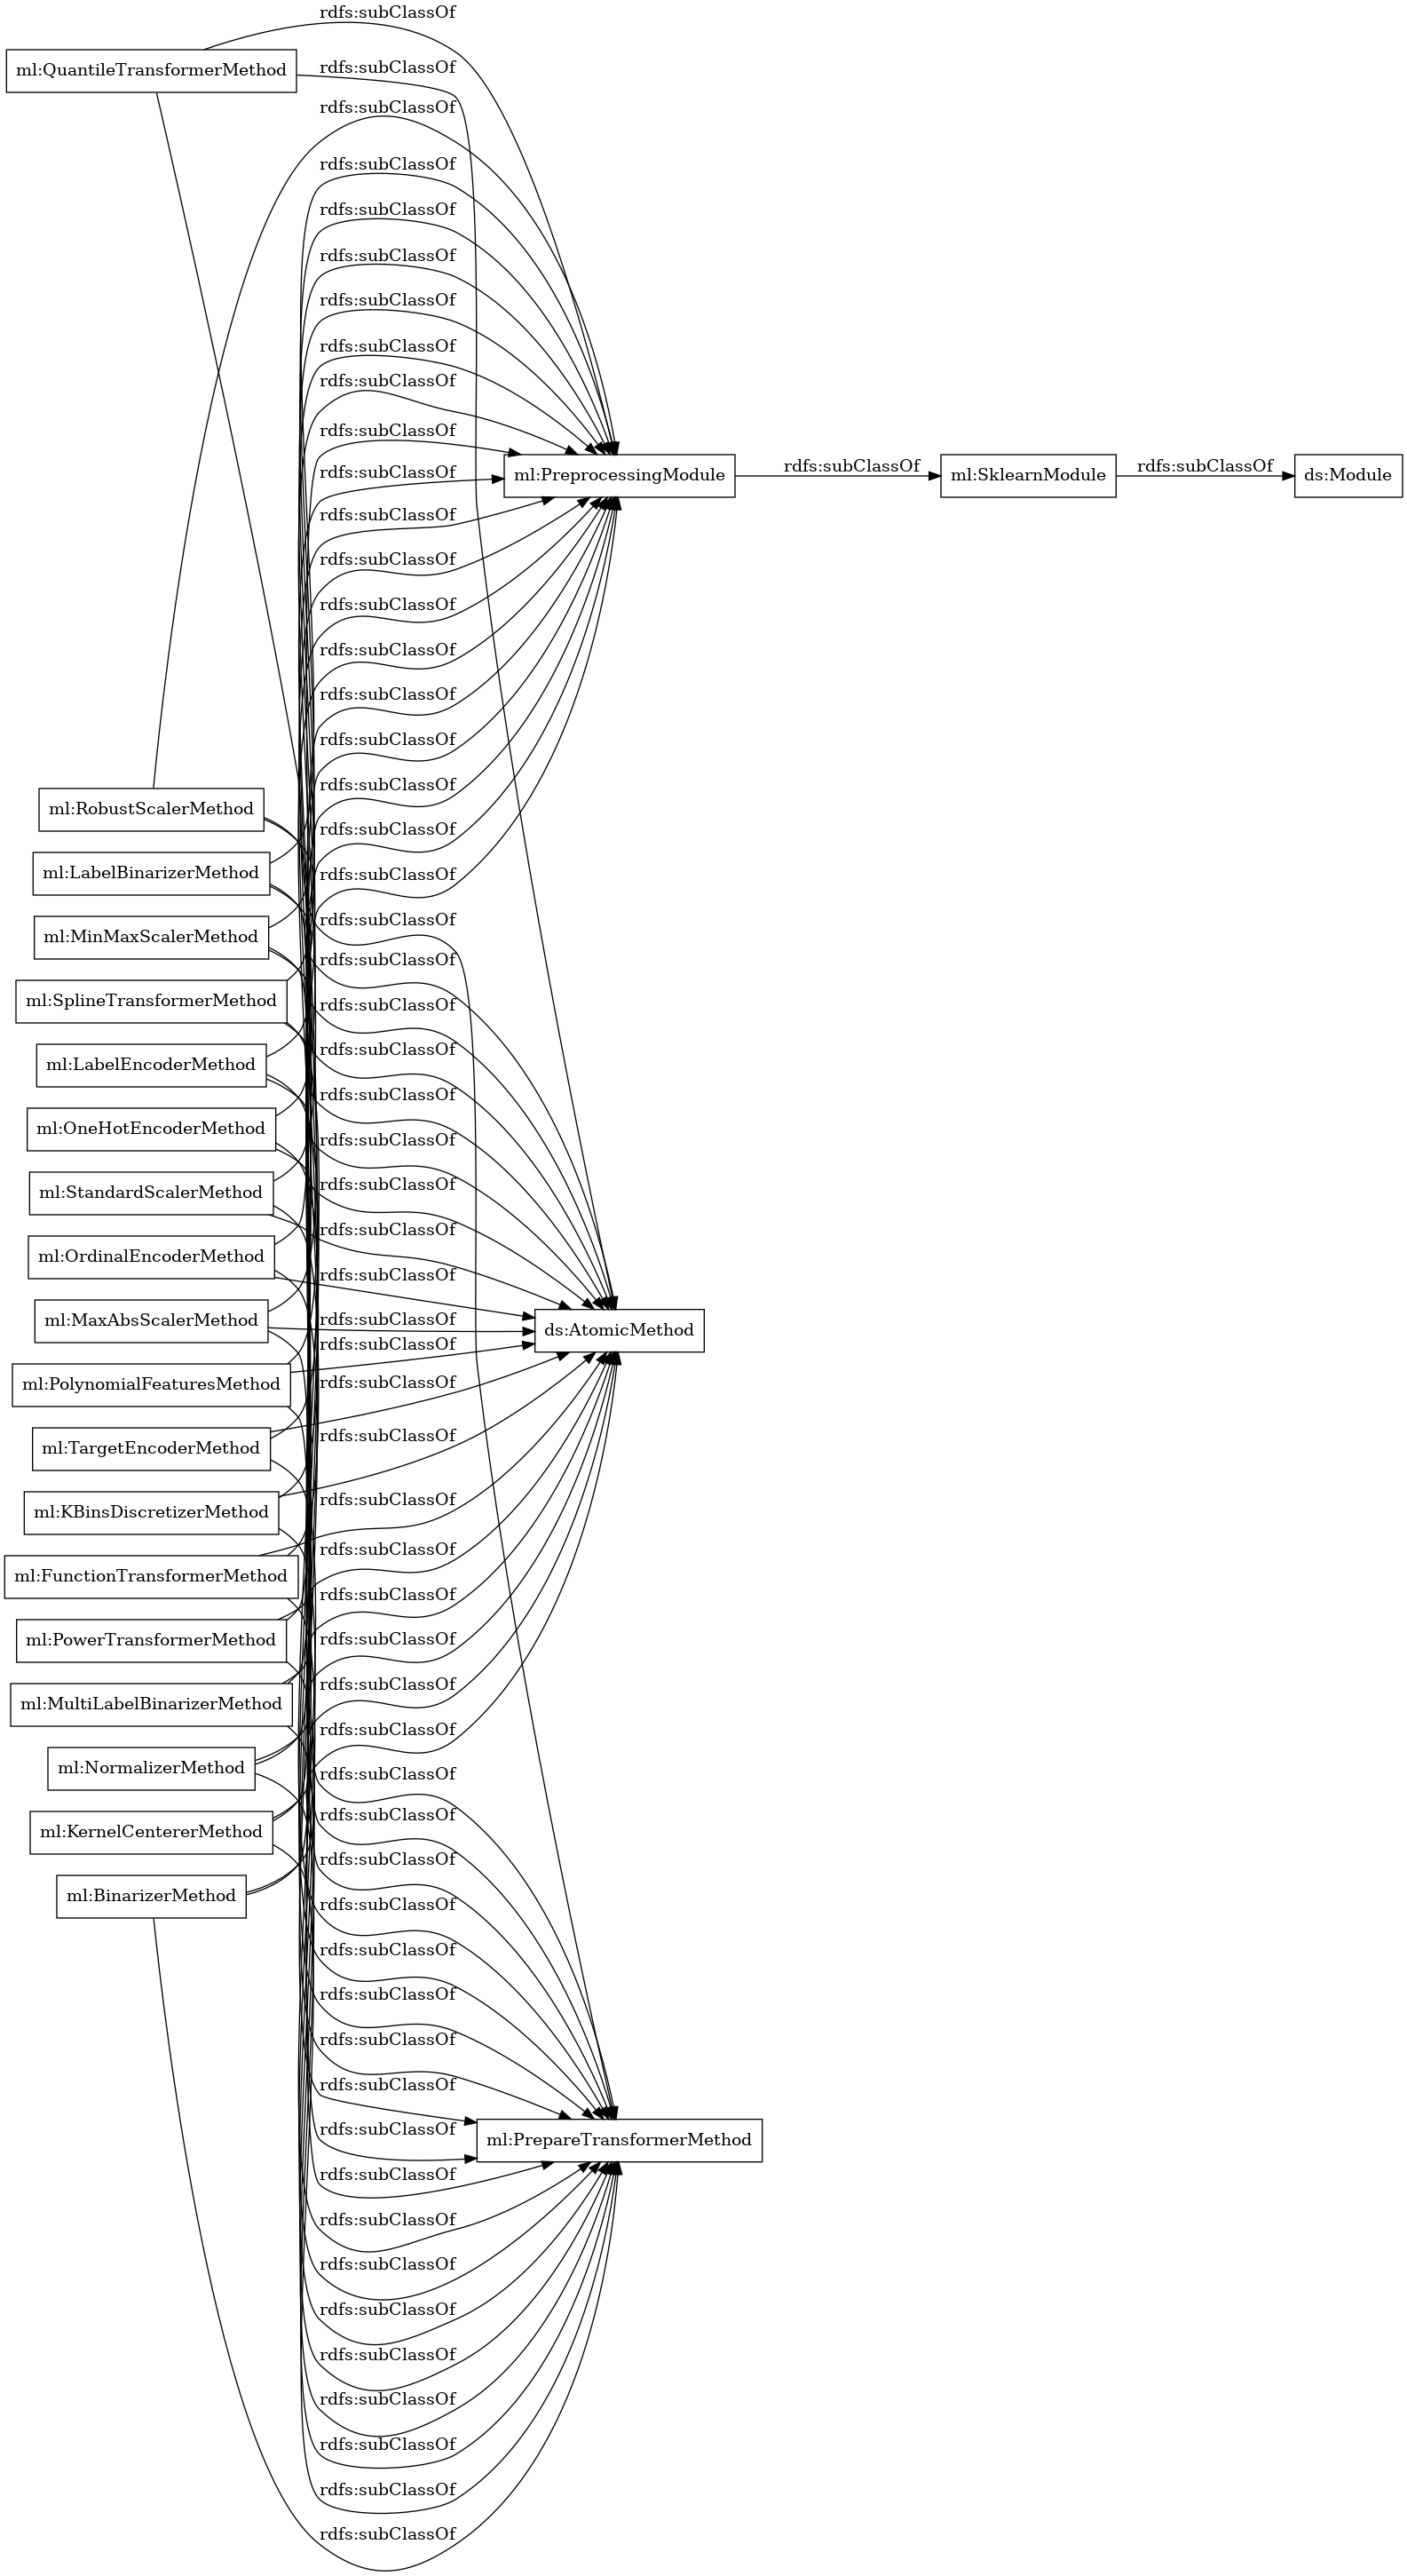 rdfs:subClassOf
rdfs:subClassOf
ml:QuantileTransformerMethod
rdfs:subClassOf
rdfs:subClassOf
rdfs:subClassOf
rdfs:subClassOf
rdfs:subClassOf
rdfs:subClassOf
rdfs:subClassOf
rdfs:subClassOf
rdfs:subClassOf
ml:PreprocessingModule
rdfs:subClassOf
ml:SklearnModule
rdfs:subClassOf
ds:Module
rdfs:subClassOf
rdfs:subClassOf
rdfs:subClassOf
rdfs:subClassOf
rdfs:subClassOf
rdfs:subClassOf
rdfs:subClassOf
ml:RobustScalerMethod
rdfs:subClassOf
ml:LabelBinarizerMethod
rdfs:subClassOf
rdfs:subClassOf
ml:MinMaxScalerMethod
rdfs:subClassOf
ml:SplineTransformerMethod
rdfs:subClassOf
rdfs:subClassOf
ml:LabelEncoderMethod
rdfs:subClassOf
ml:OneHotEncoderMethod
rdfs:subClassOf
rdfs:subClassOf
ml:StandardScalerMethod
rdfs:subClassOf
ml:OrdinalEncoderMethod
rdfs:subClassOf
ml:MaxAbsScalerMethod
rdfs:subClassOf
ds:AtomicMethod
rdfs:subClassOf
ml:PolynomialFeaturesMethod
rdfs:subClassOf
ml:TargetEncoderMethod
rdfs:subClassOf
ml:KBinsDiscretizerMethod
rdfs:subClassOf
rdfs:subClassOf
ml:FunctionTransformerMethod
rdfs:subClassOf
ml:PowerTransformerMethod
rdfs:subClassOf
rdfs:subClassOf
ml:MultiLabelBinarizerMethod
rdfs:subClassOf
ml:NormalizerMethod
rdfs:subClassOf
rdfs:subClassOf
ml:KernelCentererMethod
rdfs:subClassOf
ml:BinarizerMethod
rdfs:subClassOf
rdfs:subClassOf
rdfs:subClassOf
rdfs:subClassOf
rdfs:subClassOf
rdfs:subClassOf
ml:PrepareTransformerMethod
rdfs:subClassOf
rdfs:subClassOf
rdfs:subClassOf
rdfs:subClassOf
rdfs:subClassOf
rdfs:subClassOf
rdfs:subClassOf
rdfs:subClassOf
rdfs:subClassOf